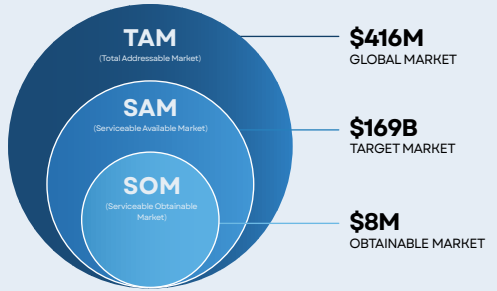 TAM
(Total Addressable Market)
$416M
GLOBAL MARKET
SAM
(Serviceable Available Market)
$169B
TARGET MARKET
SOM
(Serviceable Obtainable
Market)
$8M
OBTAINABLE MARKET